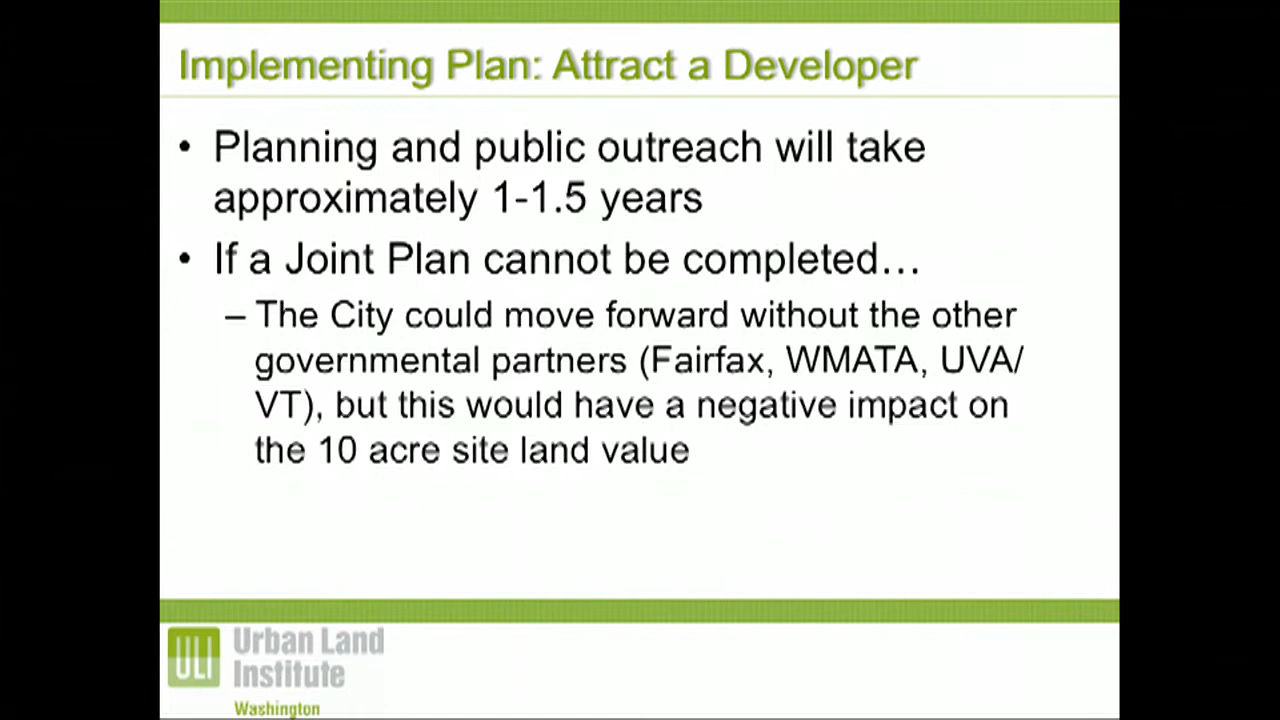 Implementing Plan: Attract a Developer
• Planning and public outreach will take
approximately 1-1.5 years
• If a Joint Plan cannot be completed…
– The City could move forward without the other
governmental partners (Fairfax, WMATA, UVA/
VT), but this would have a negative impact on
the 10 acre site land value
ULI
Urban Land
Institute
Washington